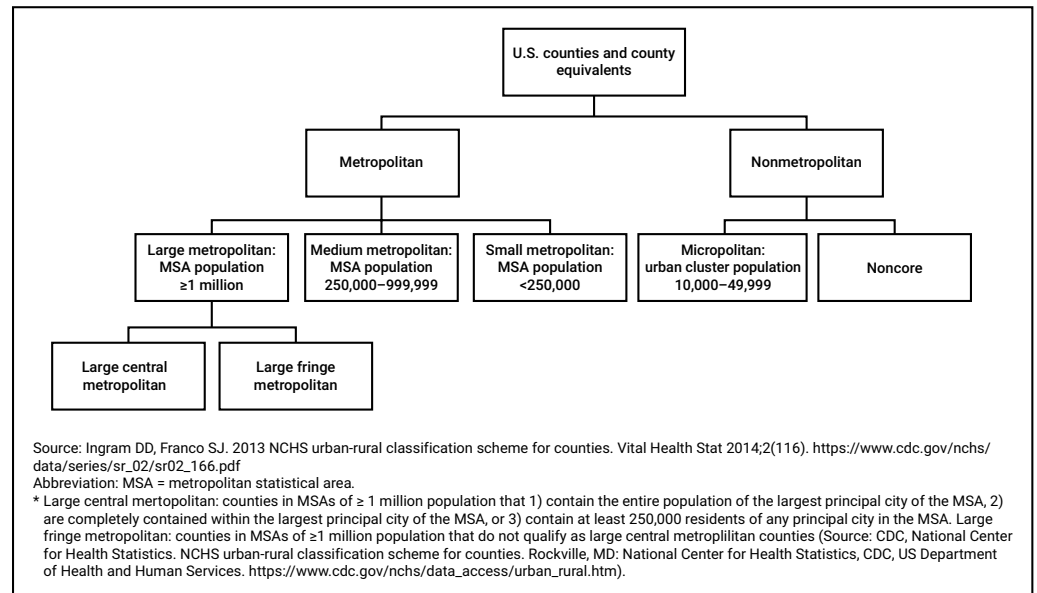 U.S. counties and county
equivalents
Metropolitan
Nonmetropolitan
Large metropolitan:
MSA population
≥1 million
Medium metropolitan:
MSA population
250,000–999,999
Small metropolitan:
MSA population
<250,000
Micropolitan:
urban cluster population
10,000–49,999
Noncore
Large central
metropolitan
Large fringe
metropolitan
Source: Ingram DD, Franco SJ. 2013 NCHS urban-rural classification scheme for counties. Vital Health Stat 2014;2(116). https://www.cdc.gov/nchs/
data/series/sr_02/sr02_166.pdf
Abbreviation: MSA = metropolitan statistical area.
* Large central mertopolitan: counties in MSAs of ≥ 1 million population that 1) contain the entire population of the largest principal city of the MSA, 2)
are completely contained within the largest principal city of the MSA, or 3) contain at least 250,000 residents of any principal city in the MSA. Large
fringe metropolitan: counties in MSAs of ≥1 million population that do not qualify as large central metroplilitan counties (Source: CDC, National Center
for Health Statistics. NCHS urban-rural classification scheme for counties. Rockville, MD: National Center for Health Statistics, CDC, US Department
of Health and Human Services. https://www.cdc.gov/nchs/data_access/urban_rural.htm).